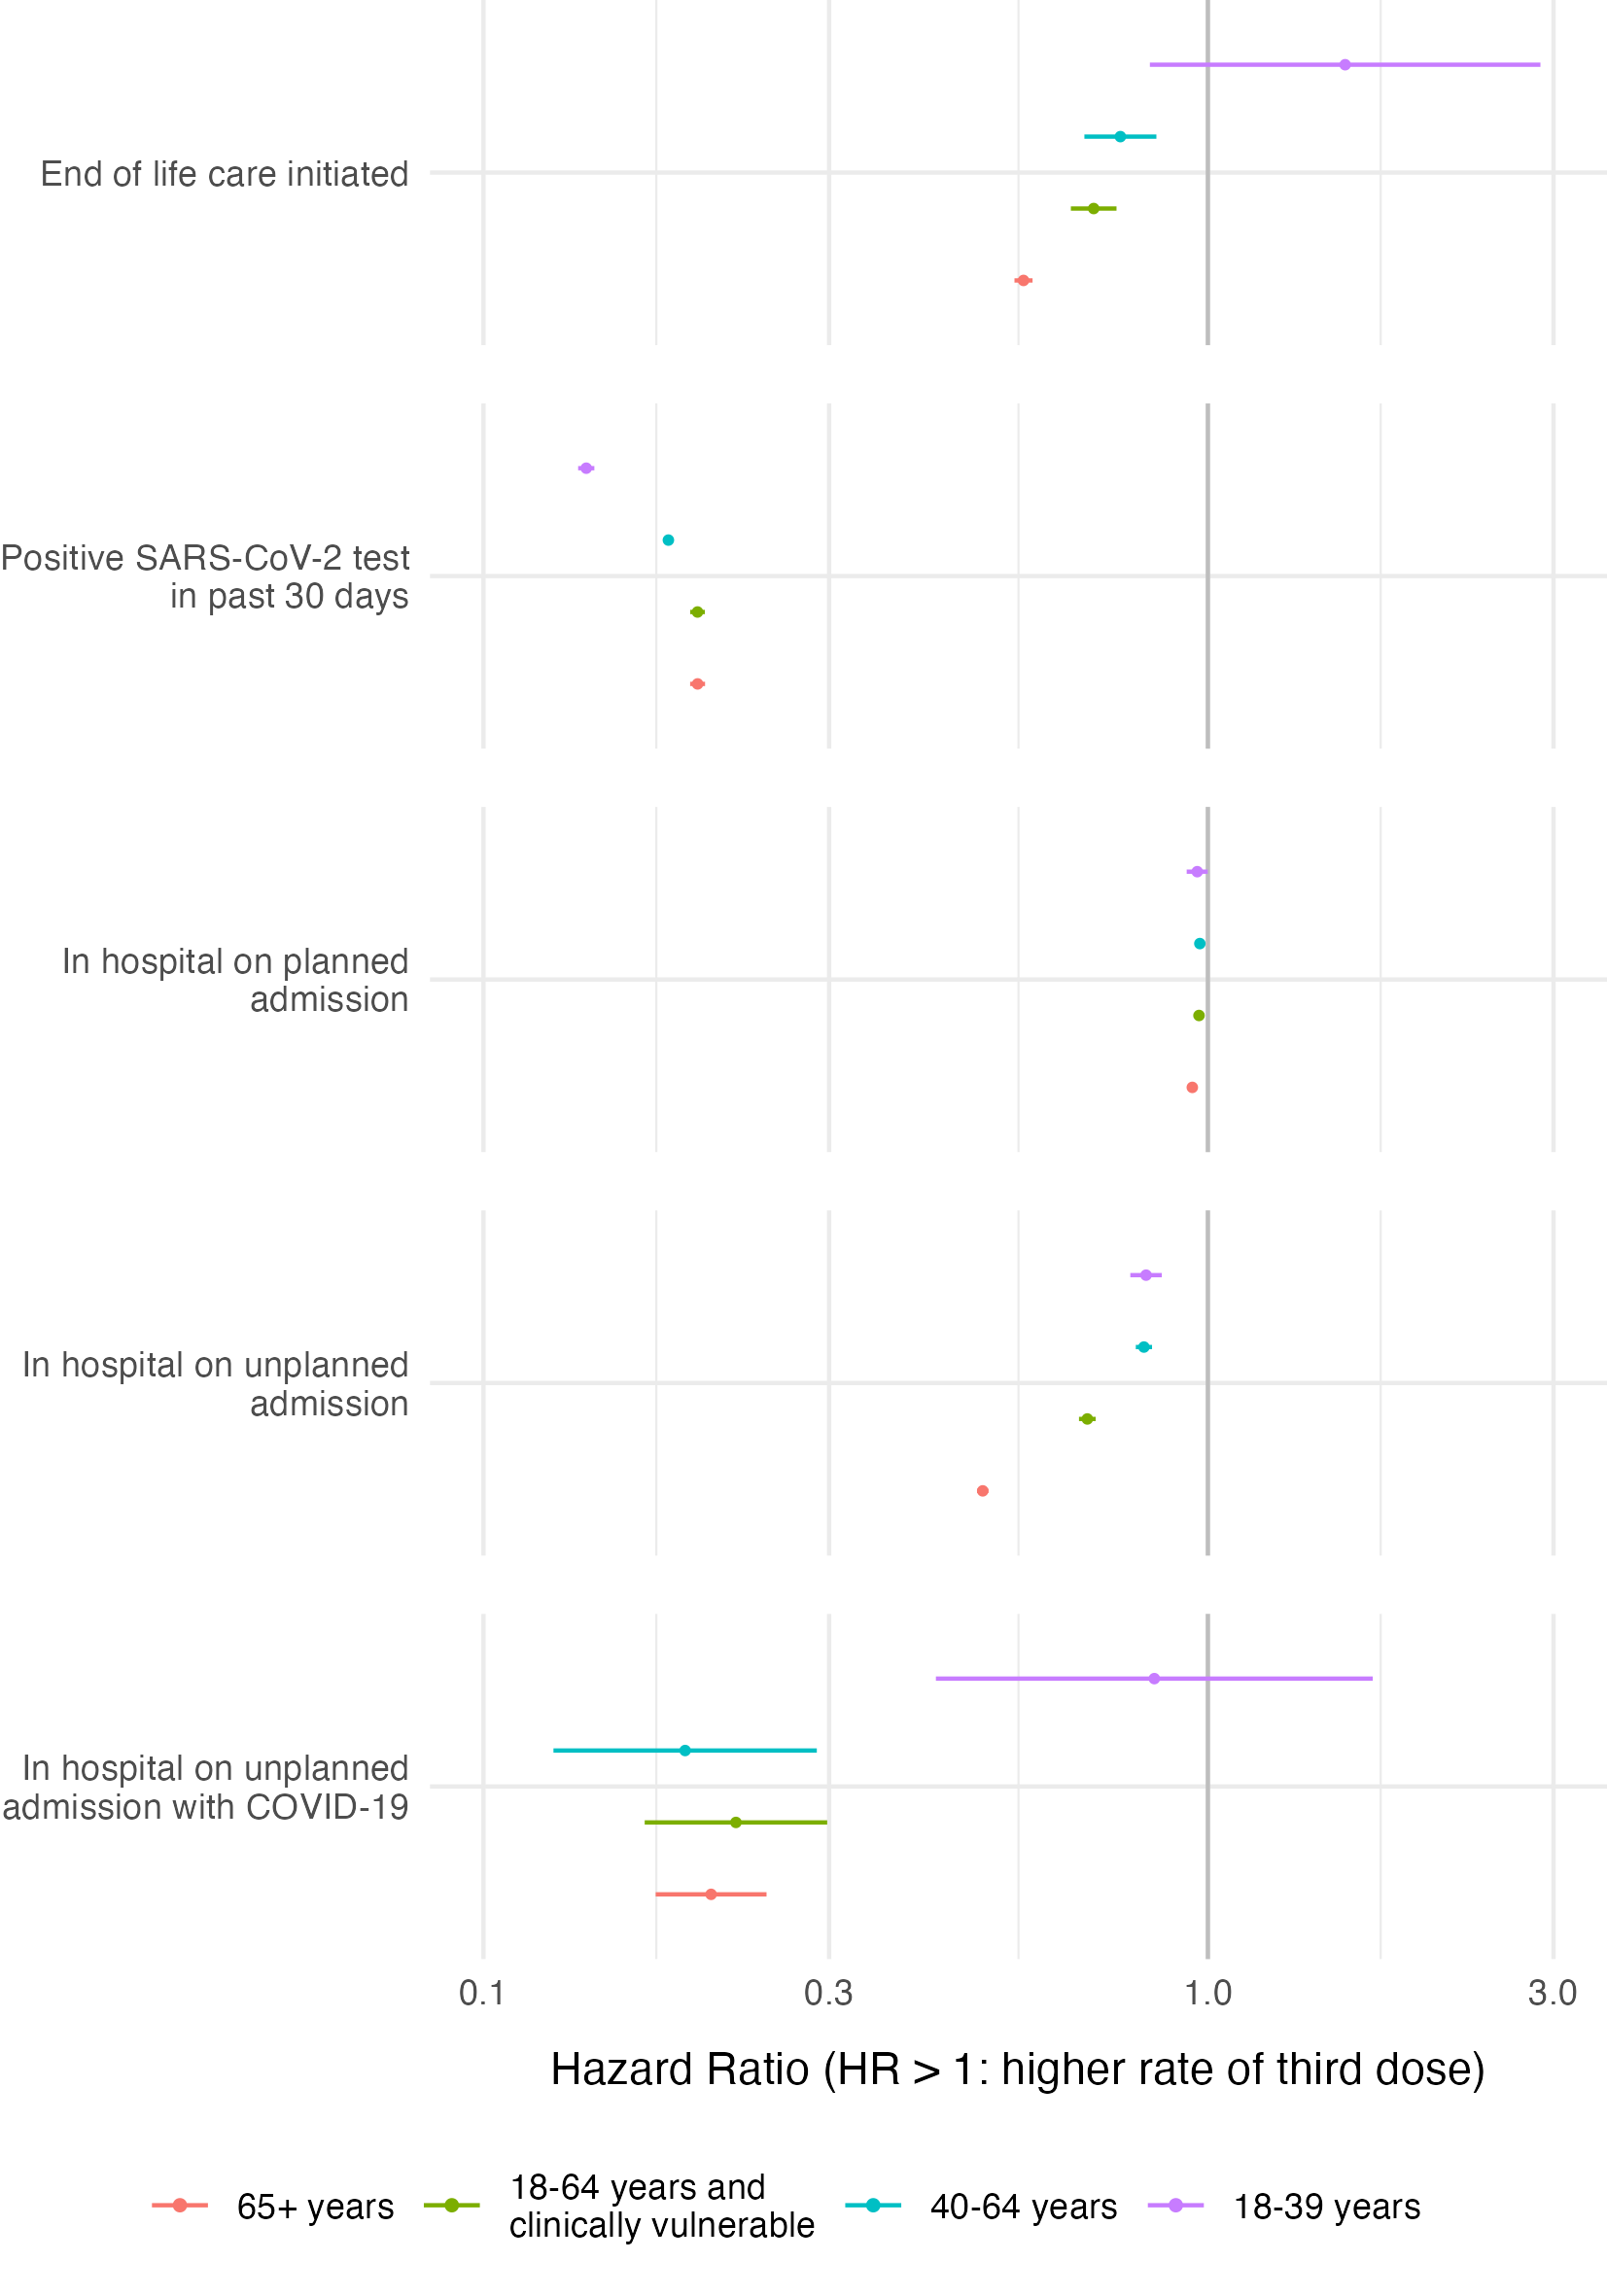 End of life care initiated
Positive SARS-CoV-2 test
in past 30 days
In hospital on planned
admission
In hospital on unplanned
admission
In hospital on unplanned
admission with COVID-19
0.1 0.3 1.0 3.0
Hazard Ratio (HR > 1: higher rate of third dose)
65+ years
18-64 years and
clinically vulnerable
40-64 years
18-39 years